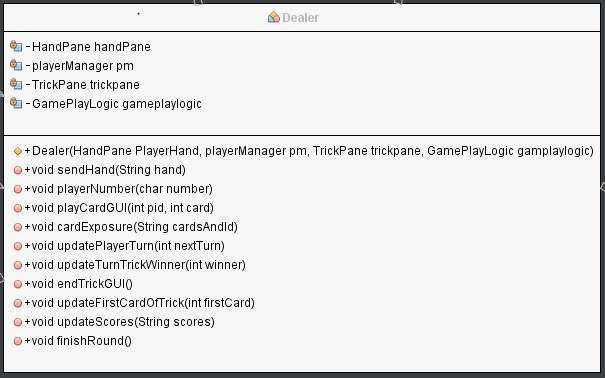 Dealer
-HandPane handPane
-playerManager pm
-TrickPane trickpane
-GamePlayLogic gameplaylogic
+Dealer(HandPane PlayerHand, playerManager pm, TrickPane trickpane, GamePlayLogic gamplaylogic)
+void sendHand(String hand)
+void playerNumber(char number)
+void playCardGUI(int pid, int card)
+void cardExposure(String cardsAndId)
+void updatePlayerTurn(int nextTurn)
+void updateTurnTrickWinner(int winner)
+void endTrickGUI()
+void updateFirstCardOfTrick(int firstCard)
+void updateScores(String scores)
+void finishRound()